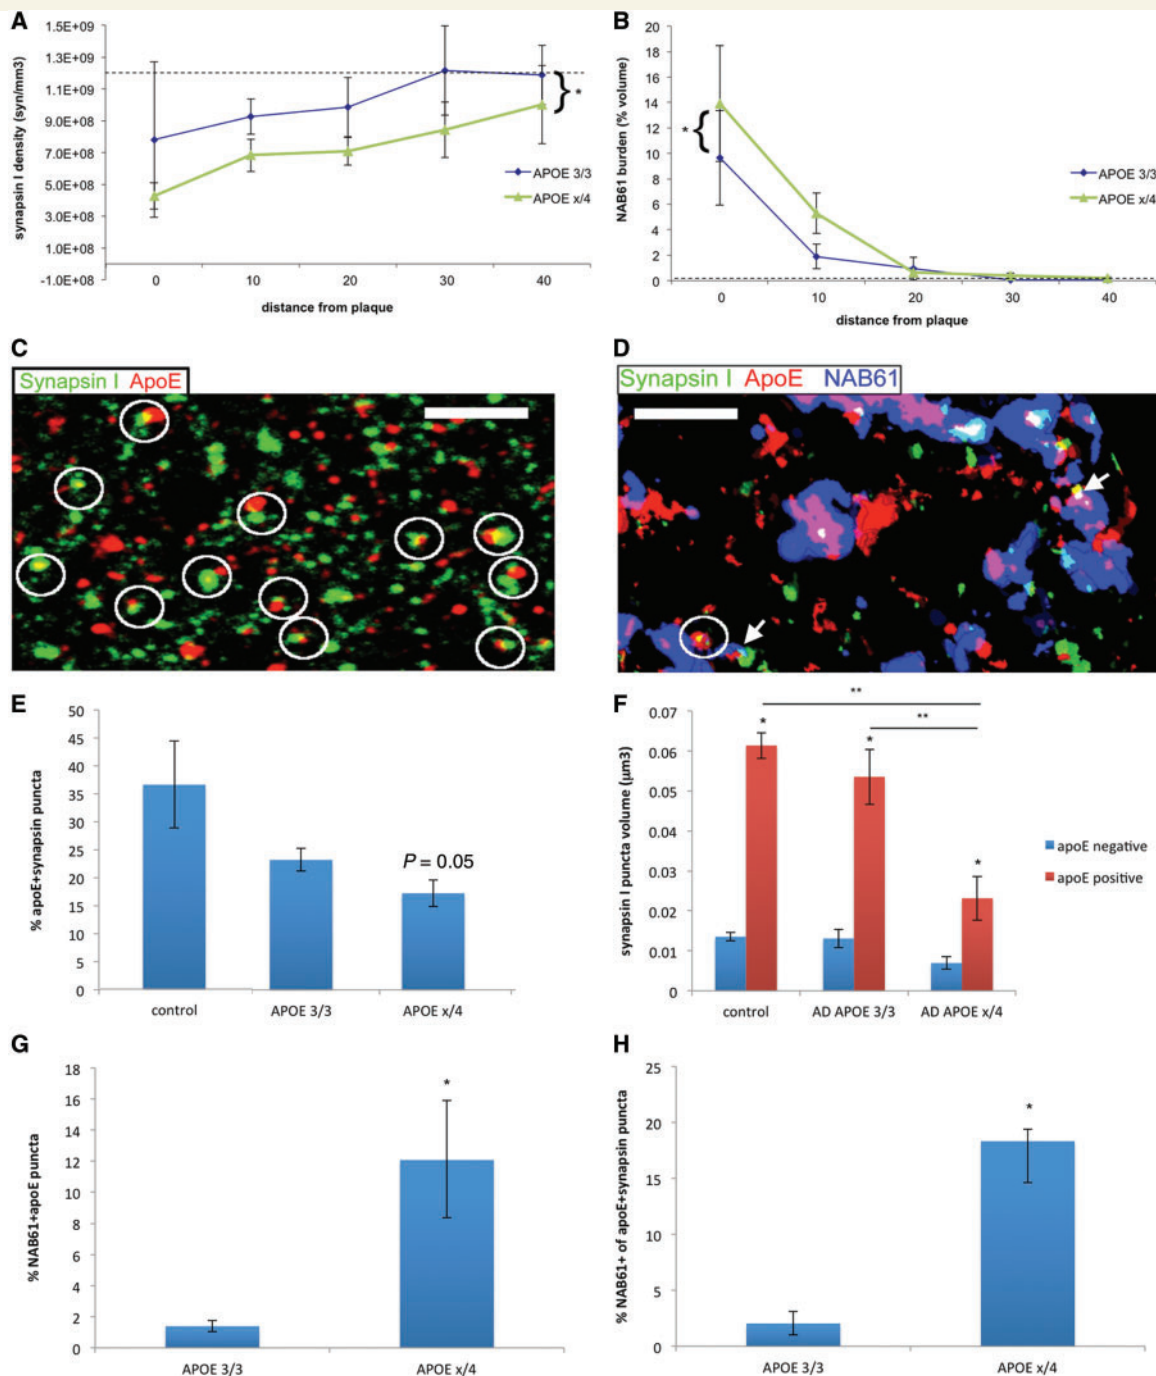 A
1.5E+09
1.3E+09
1.1E+09
9.0E+08
7.0E+08
5.0E+08
3.0E+08
1.0E+08
-1.0E+08
synapsin I density (syn/mm3)
*
APOE 3/3
APOE x/4
0 10 20 30 40
distance from plaque
B
20
18
16
14
12
10
8
6
4
2
0
NAB61 burden (% volume)
*
APOE 3/3
APOE x/4
0 10 20 30 40
distance from plaque
C
Synapsin I ApoE
D
Synapsin I ApoE NAB61
E
50
45
40
35
30
25
20
15
10
5
0
% apoE+synapsin puncta
P = 0.05
control APOE 3/3 APOE x/4
F
**
**
0.07
0.06
0.05
0.04
0.03
0.02
0.01
0
synapsin I puncta volume (µm3)
* * *
apoE negative
apoE positive
control AD APOE 3/3 AD APOE x/4
G
18
16
14
12
10
8
6
4
2
0
% NAB61+apoE puncta
*
APOE 3/3 APOE x/4
H
25
20
15
10
5
0
% NAB61+ of apoE+synapsin puncta
*
APOE 3/3 APOE x/4